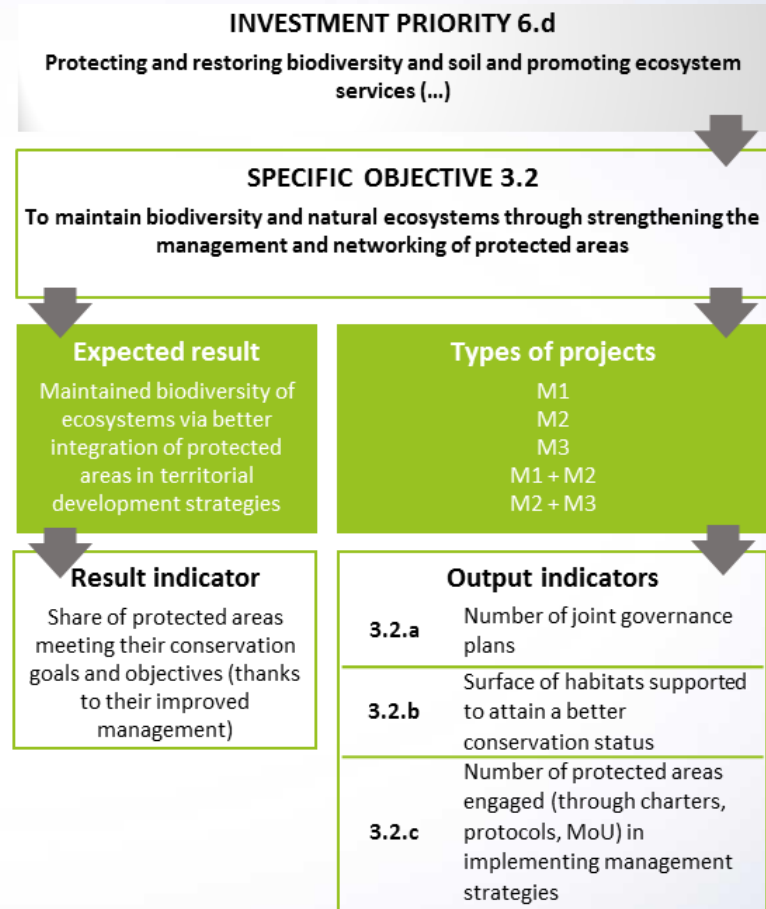 INVESTMENT PRIORITY 6.d
Protecting and restoring biodiversity and soil and promoting ecosystem
services (...)
SPECIFIC OBJECTIVE 3.2
To maintain biodiversity and natural ecosystems through strengthening the
management and networking of protected areas
Expected result
Maintained biodiversity of
ecosystems via better
integration of protected
areas in territorial
development strategies
Types of projects
M1
M2
M3
M1 + M2
M2 + M3
Result indicator
Share of protected areas
meeting their conservation
goals and objectives (thanks
to their improved
management)
Output indicators
3.2.a
Number of joint governance
plans
3.2.b
Surface of habitats supported
to attain a better
conservation status
3.2.c
Number of protected areas
engaged (through charters,
protocols, MoU) in
implementing management
strategies